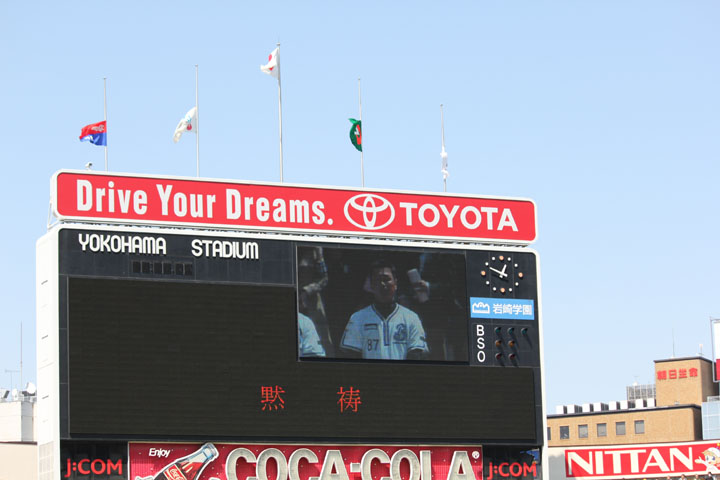 Drive Your Dreams. TOYOTA
YOKOHAMA STADIUM
岩崎学園
87
B
S
O
黙 祷
朝日生命
J:COM
Enjoy
COCA-COLA
J:COM
NITTAN